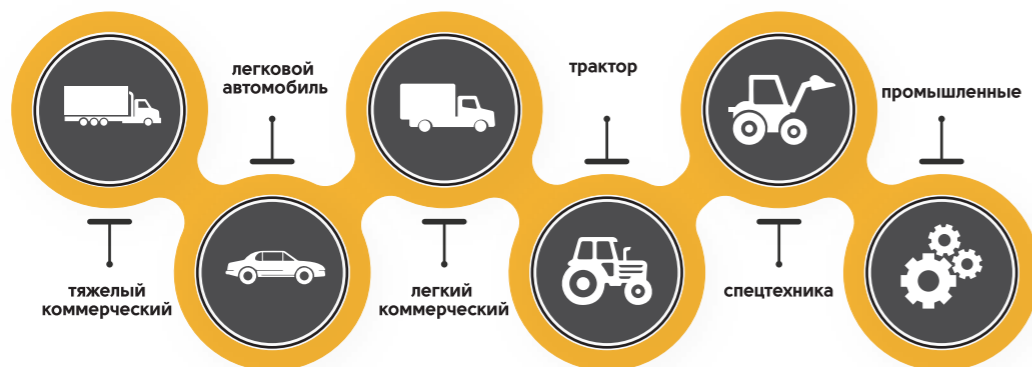 легковой
автомобиль
трактор
промышленные
тяжелый
коммерческий
легкий
коммерческий
спецтехника